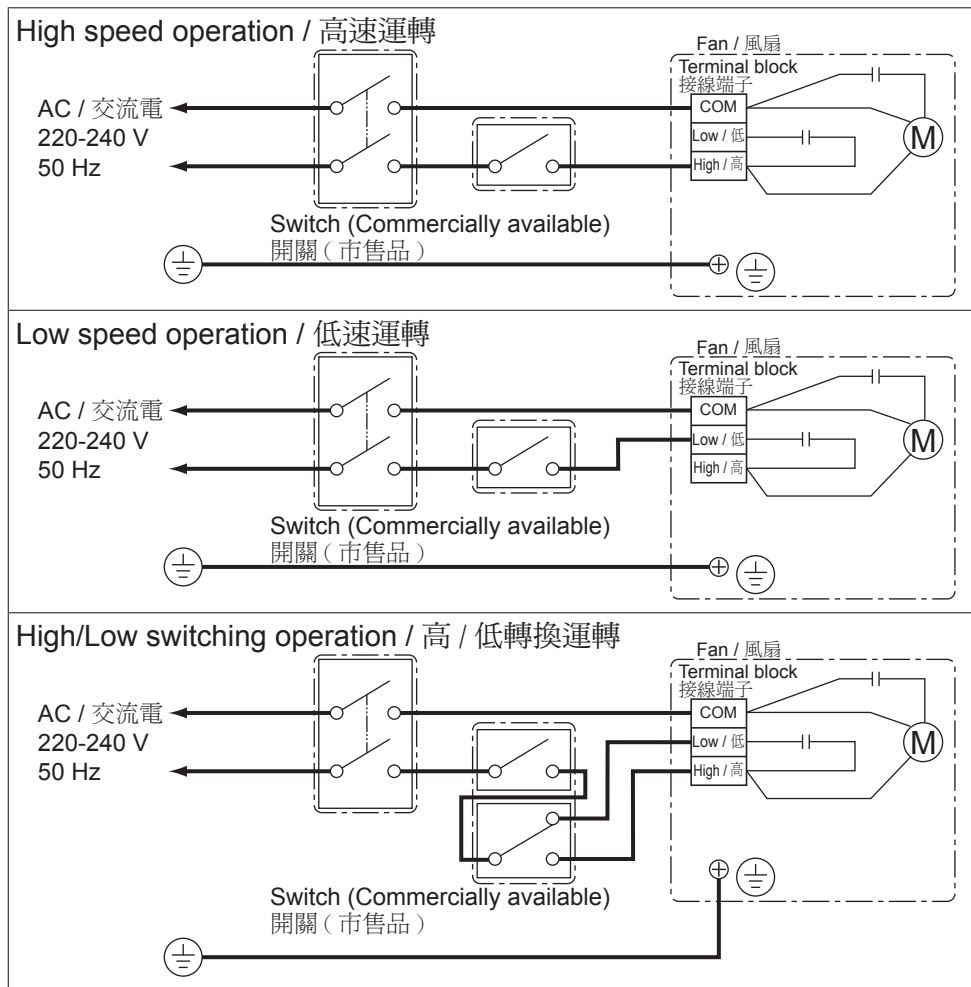 High speed operation / 高速運轉
Fan / 風扇
Terminal block
接線端子
AC / 交流電
220-240 V
50 Hz
COM
Low / 低
High / 高
M
Switch (Commercially available)
開關 ( 市售品 )
Low speed operation / 低速運轉
Fan / 風扇
Terminal block
接線端子
AC / 交流電
220-240 V
50 Hz
COM
Low / 低
High / 高
M
Switch (Commercially available)
開關 ( 市售品 )
High/Low switching operation / 高 / 低轉換運轉
Fan / 風扇
Terminal block
接線端子
AC / 交流電
220-240 V
50 Hz
COM
Low / 低
High / 高
M
Switch (Commercially available)
開關 ( 市售品 )